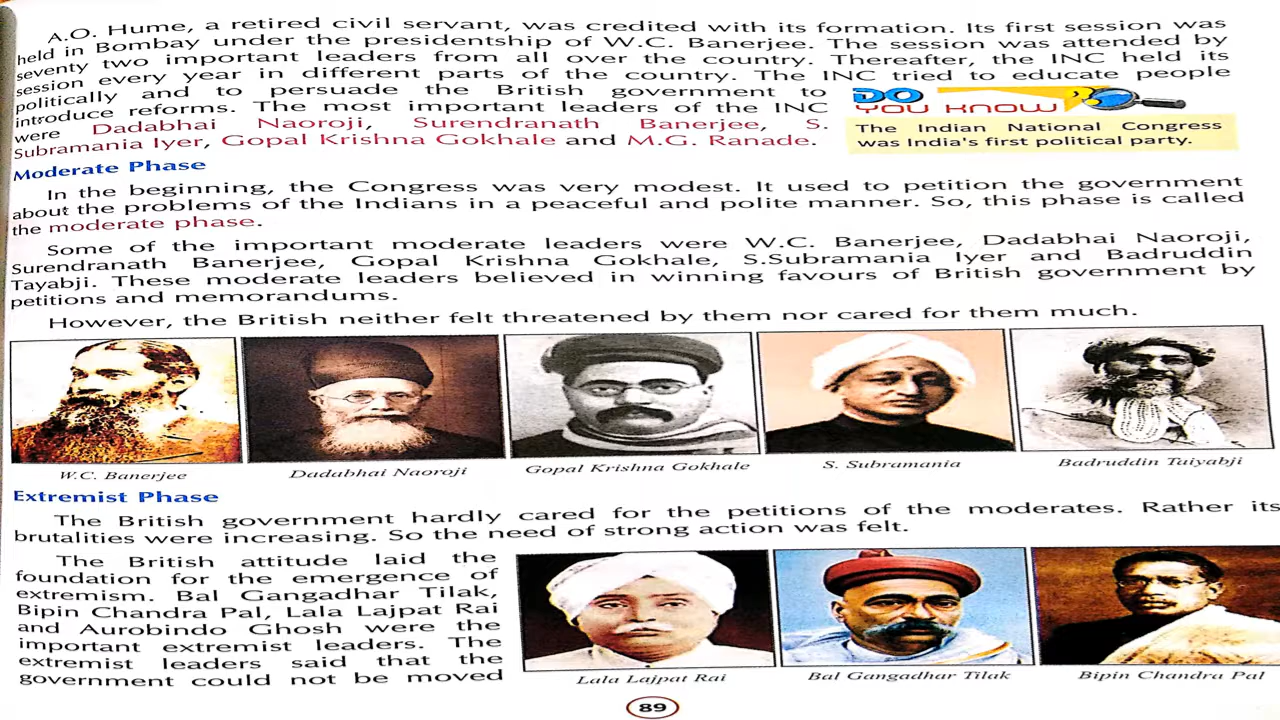 A.O. Hume, a retired civil servant, was credited with its formation. Its first session was
held in Bombay under the presidentship of W.C. Banerjee. The session was attended by
seventy two important leaders from all over the country. Thereafter, the INC held its
session every year in different parts of the country. The INC tried to educate people
politically and to persuade the British government to
introduce reforms. The most important leaders of the INC
were Dadabhai Naoroji, Surendranath Banerjee, S.
Subramania Iyer, Gopal Krishna Gokhale and M.G. Ranade.
DO
YOU KNOW
The Indian National Congress
was India's first political party.
Moderate Phase
In the beginning, the Congress was very modest. It used to petition the government
about the problems of the Indians in a peaceful and polite manner. So, this phase is called
the moderate phase.
Some of the important moderate leaders were W.C. Banerjee, Dadabhai Naoroji,
Surendranath Banerjee, Gopal Krishna Gokhale, S.Subramania Iyer and Badruddin
Tayabji. These moderate leaders believed in winning favours of British government by
petitions and memorandums.
However, the British neither felt threatened by them nor cared for them much.
W.C. Banerjee
Dadabhai Naoroji
Gopal Krishna Gokhale
S. Subramania
Badruddin Taiyabji
Extremist Phase
The British government hardly cared for the petitions of the moderates. Rather its
brutalities were increasing. So the need of strong action was felt.
The British attitude laid the
foundation for the emergence of
extremism. Bal Gangadhar Tilak,
Bipin Chandra Pal, Lala Lajpat Rai
and Aurobindo Ghosh were the
important extremist leaders. The
extremist leaders said that the
government could not be moved
Lala Lajpat Rai
Bal Gangadhar Tilak
Bipin Chandra Pal
89